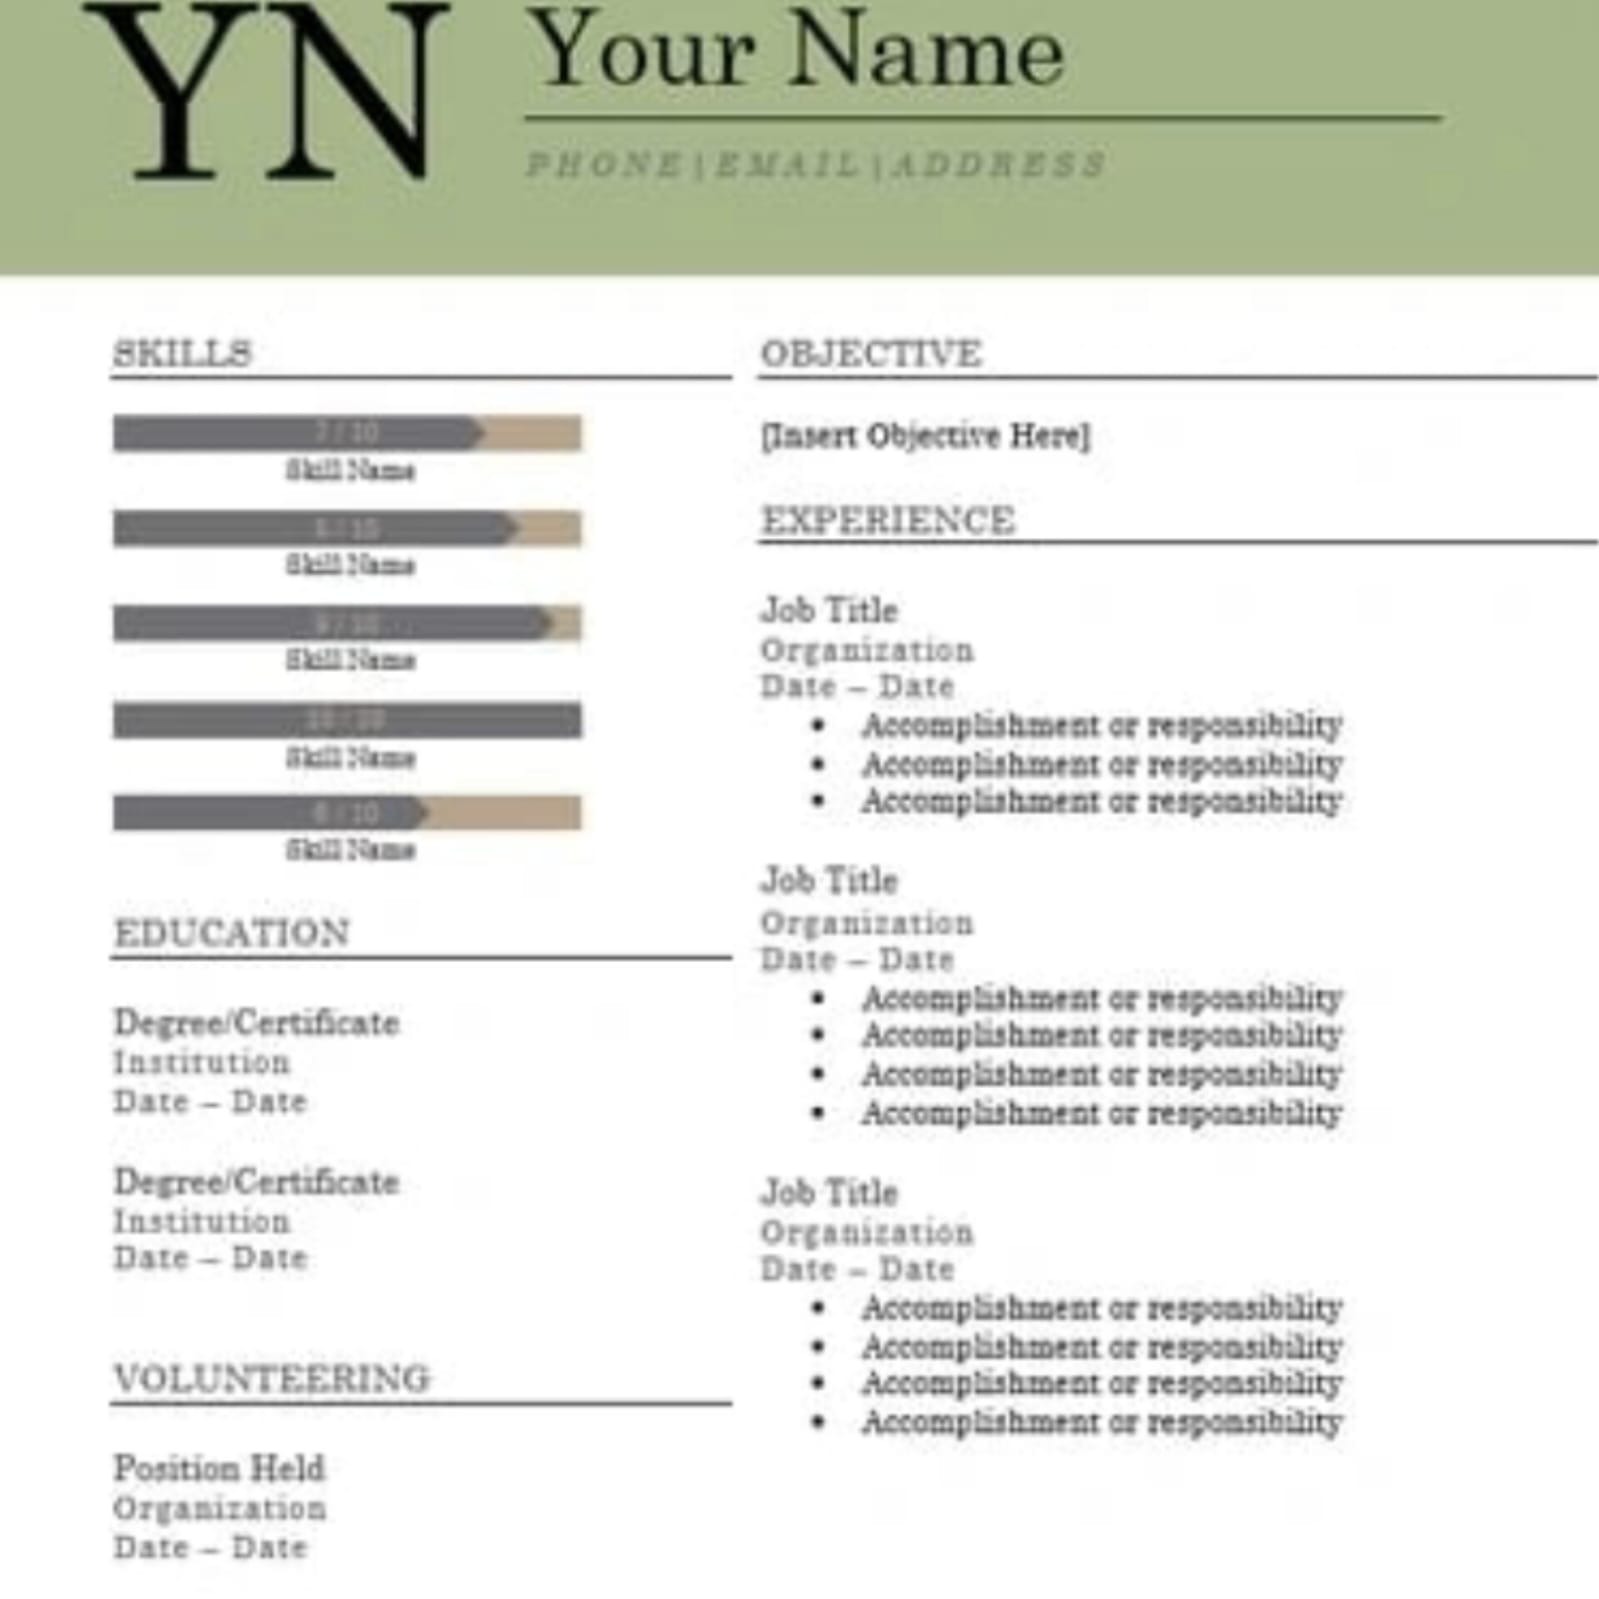 YN
Your Name
PHONE|EMAIL|ADDRESS
SKILLS
7 / 10
Skill Name
8 / 10
Skill Name
9 / 10
Skill Name
10 / 10
Skill Name
6 / 10
Skill Name
EDUCATION
Degree/Certificate
Institution
Date – Date
Degree/Certificate
Institution
Date – Date
VOLUNTEERING
Position Held
Organization
Date – Date
OBJECTIVE
[Insert Objective Here]
EXPERIENCE
Job Title
Organization
Date – Date
• Accomplishment or responsibility
• Accomplishment or responsibility
• Accomplishment or responsibility
Job Title
Organization
Date – Date
• Accomplishment or responsibility
• Accomplishment or responsibility
• Accomplishment or responsibility
• Accomplishment or responsibility
Job Title
Organization
Date – Date
• Accomplishment or responsibility
• Accomplishment or responsibility
• Accomplishment or responsibility
• Accomplishment or responsibility